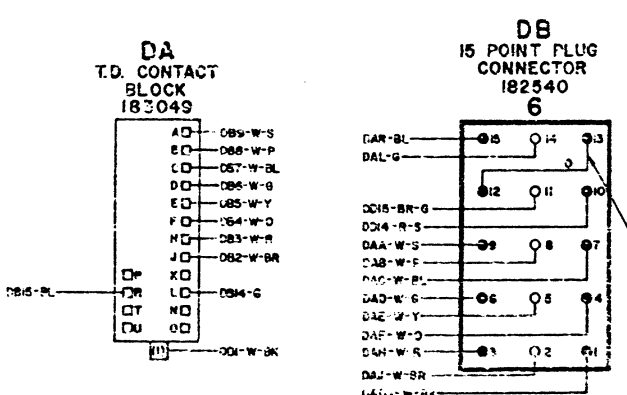 DA
T.D. CONTACT
BLOCK
183049
A DB9-W-S
B DB8-W-P
C DB7-W-BL
D DB6-W-G
E DB5-W-Y
F DB4-W-O
H DB3-W-R
J DB2-W-BR
P K
DB15-BL R L DB14-G
T N
U O
DD1-W-BK
DB
15 POINT PLUG
CONNECTOR
182540
6
DAR-BL 15 14 13
DAL-G
12 11 10
DD15-BR-G
DD14-R-S
DAA-W-S 9 8 7
DAB-W-P
DAC-W-BL
DAD-W-G 6 5 4
DAE-W-Y
DAF-W-O
DAH-W-R 3 2 1
DAJ-W-BR